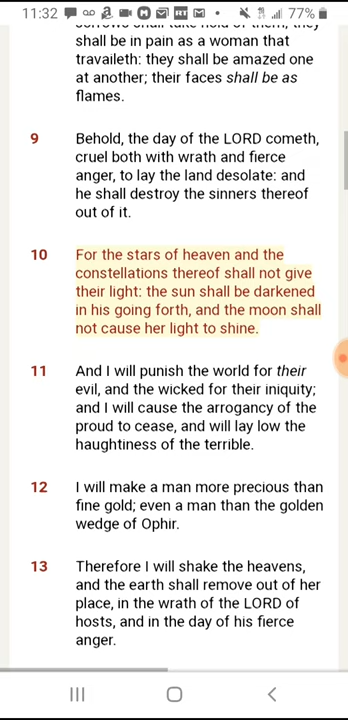 11:32
77%
shall be in pain as a woman that
travaileth: they shall be amazed one
at another; their faces shall be as
flames.
9 Behold, the day of the LORD cometh,
cruel both with wrath and fierce
anger, to lay the land desolate: and
he shall destroy the sinners thereof
out of it.
10 For the stars of heaven and the
constellations thereof shall not give
their light: the sun shall be darkened
in his going forth, and the moon shall
not cause her light to shine.
11 And I will punish the world for their
evil, and the wicked for their iniquity;
and I will cause the arrogancy of the
proud to cease, and will lay low the
haughtiness of the terrible.
12 I will make a man more precious than
fine gold; even a man than the golden
wedge of Ophir.
13 Therefore I will shake the heavens,
and the earth shall remove out of her
place, in the wrath of the LORD of
hosts, and in the day of his fierce
anger.